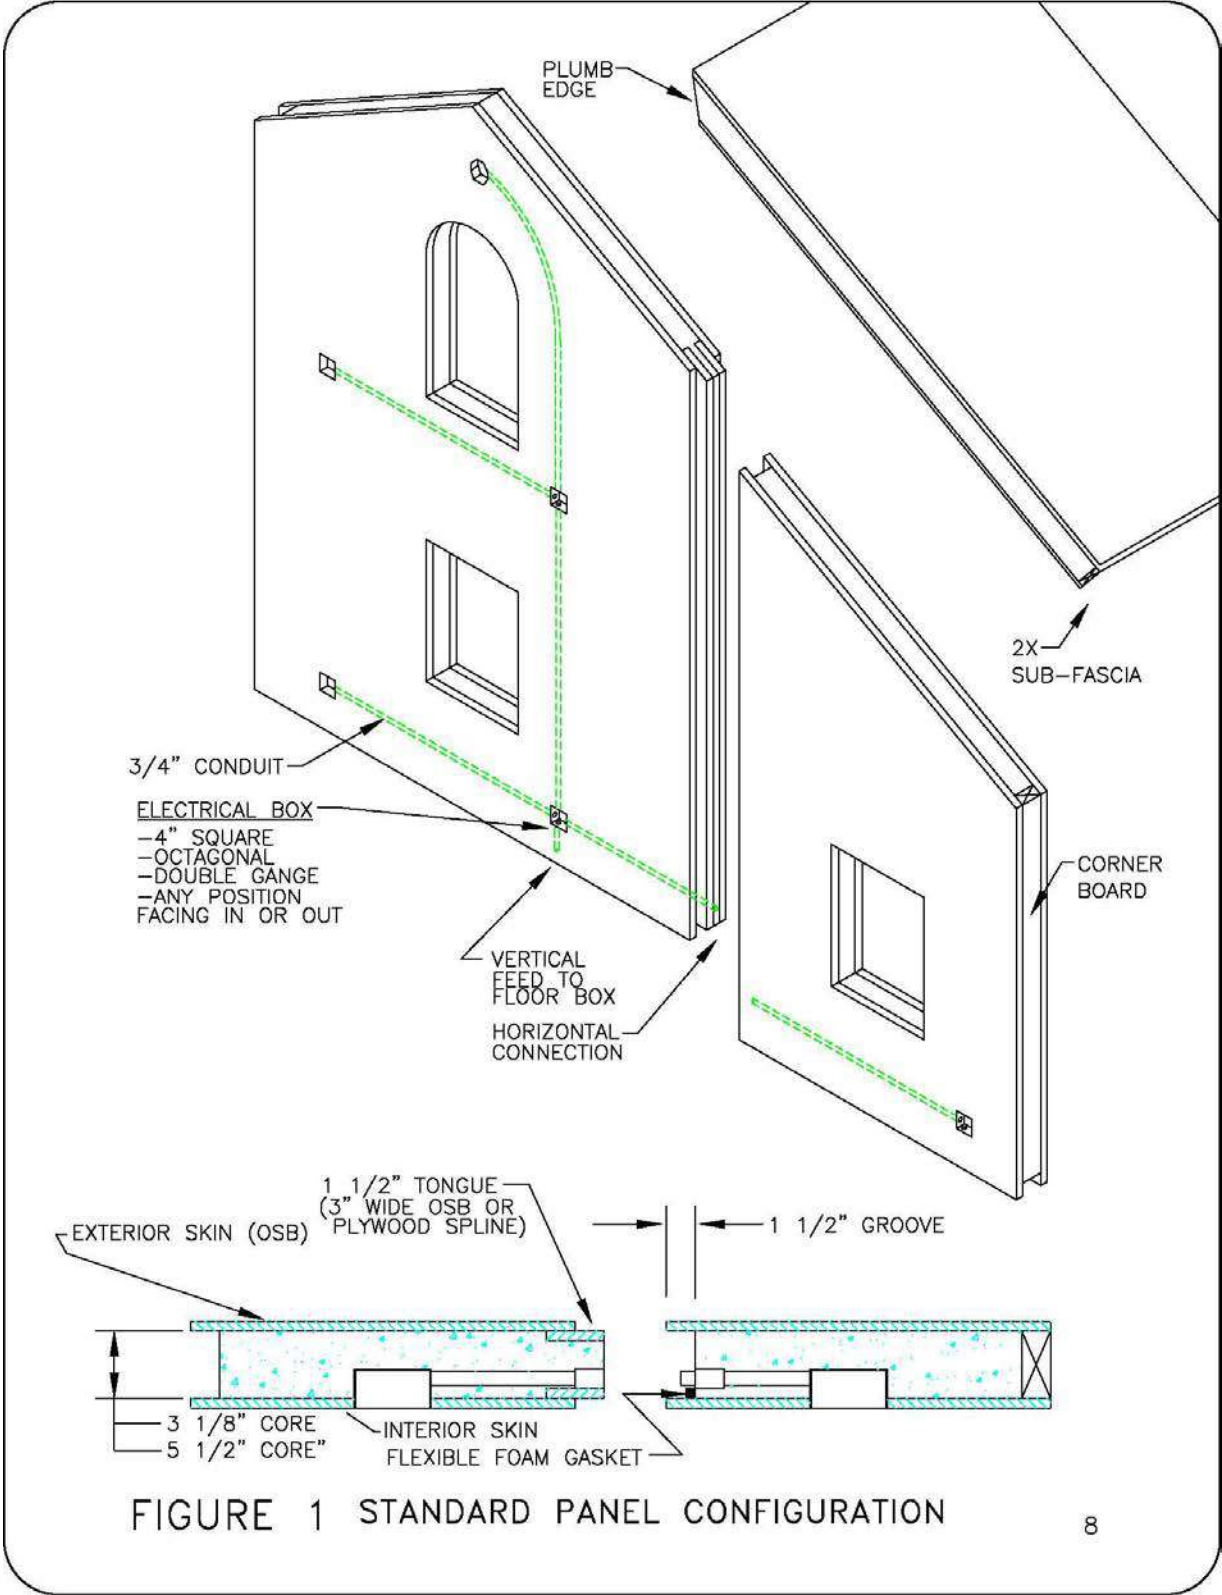 PLUMB
EDGE
2X
SUB-FASCIA
3/4" CONDUIT
ELECTRICAL BOX
-4" SQUARE
-OCTAGONAL
-DOUBLE GANGE
-ANY POSITION
FACING IN OR OUT
CORNER
BOARD
VERTICAL
FEED TO
FLOOR BOX
HORIZONTAL
CONNECTION
1 1/2" TONGUE
(3" WIDE OSB OR
PLYWOOD SPLINE)
EXTERIOR SKIN (OSB)
1 1/2" GROOVE
3 1/8" CORE
5 1/2" CORE"
INTERIOR SKIN
FLEXIBLE FOAM GASKET
FIGURE 1 STANDARD PANEL CONFIGURATION
8